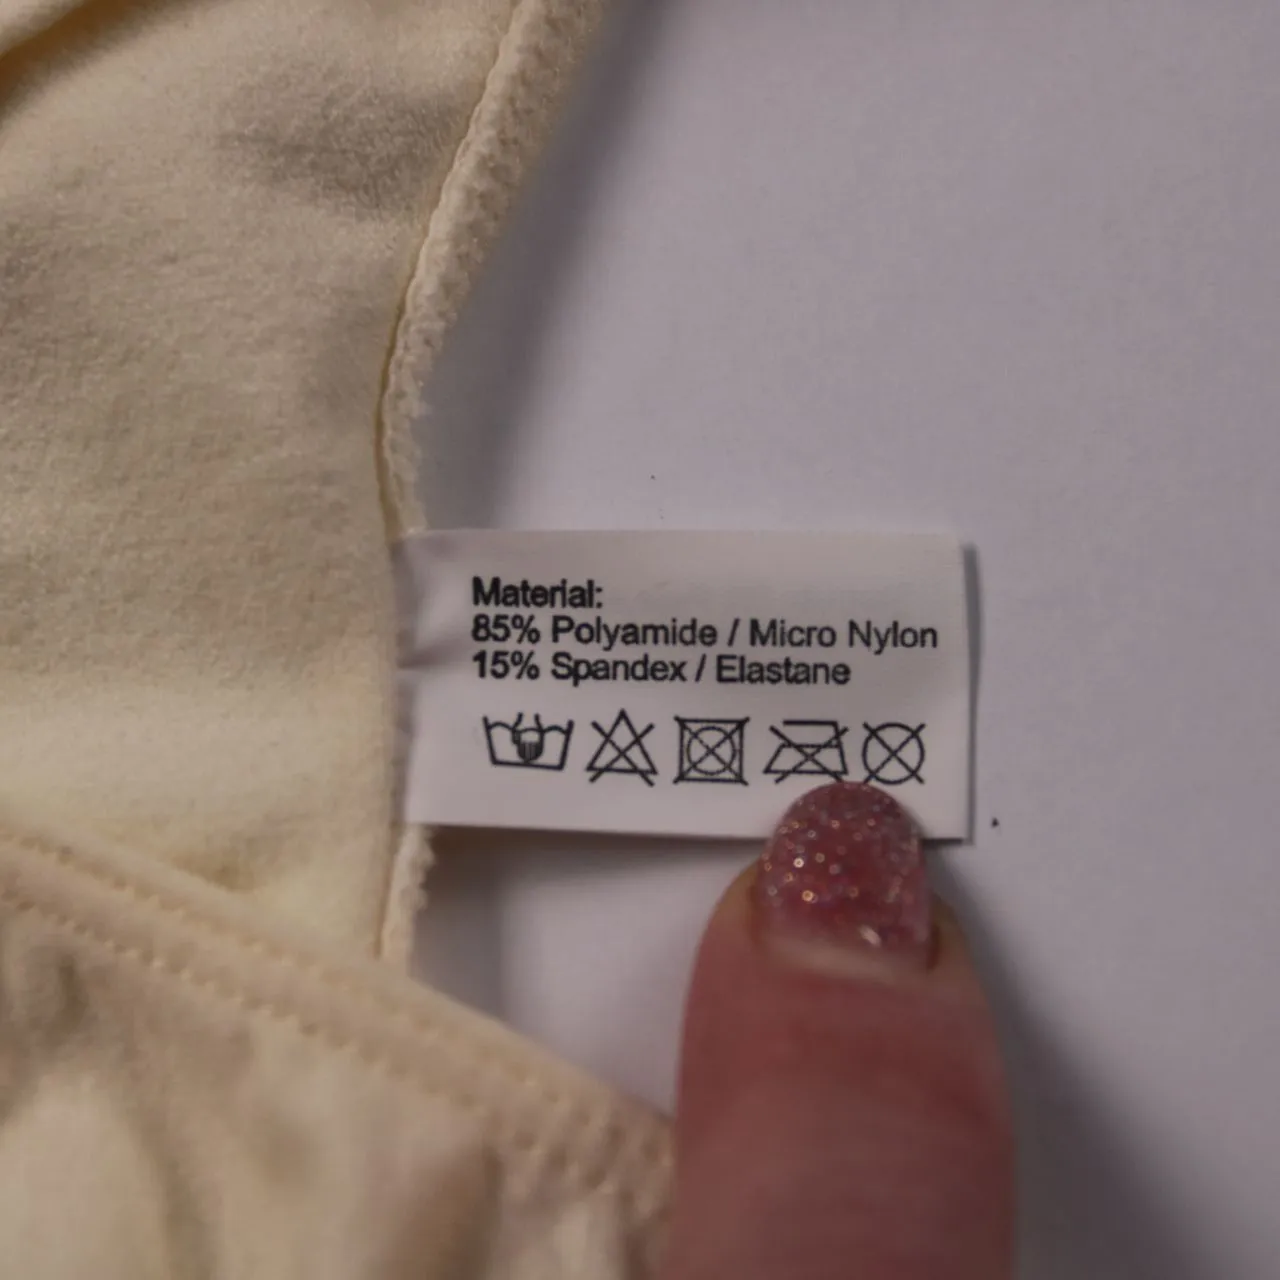 Material:
85% Polyamide / Micro Nylon
15% Spandex / Elastane